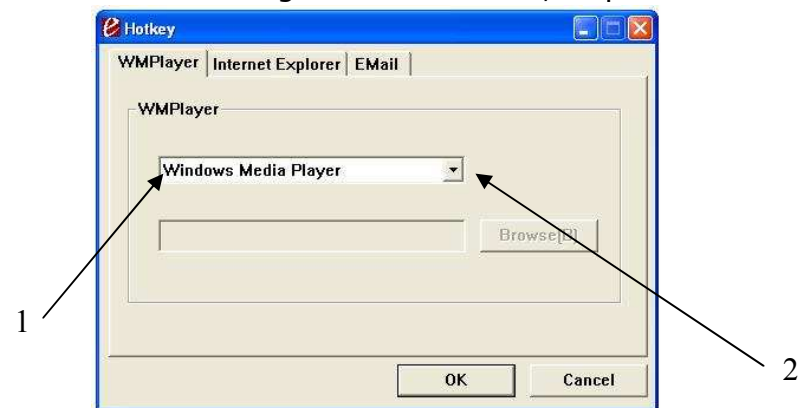 Hotkey
WMPlayer Internet Explorer EMail
WMPlayer
Windows Media Player
Browse[B]
1
2
OK Cancel